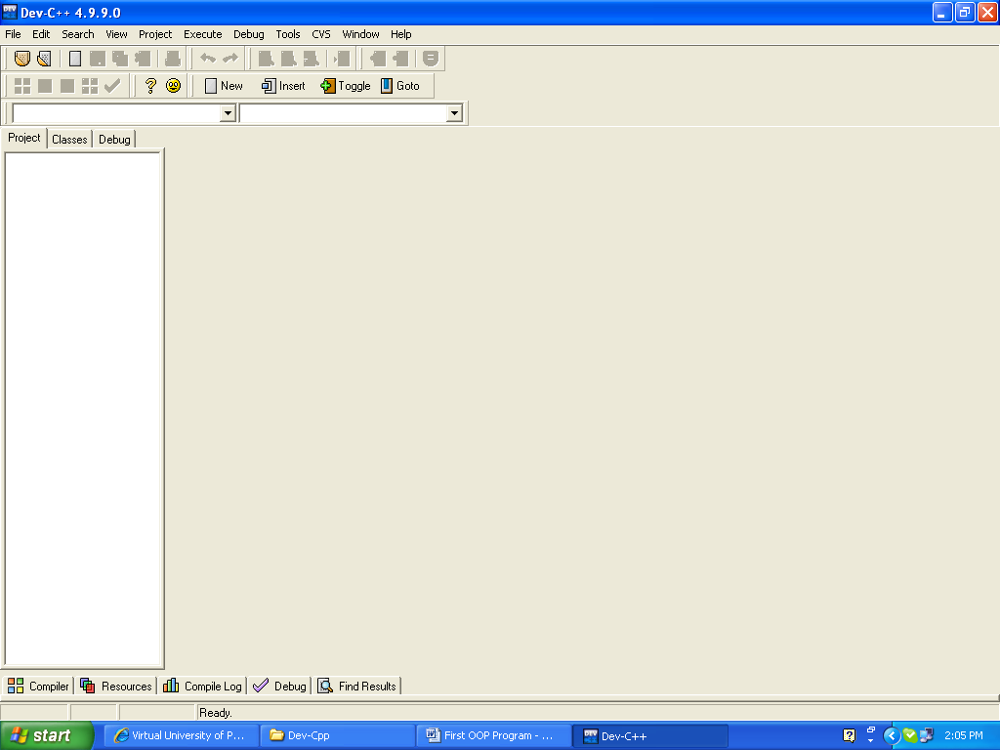 DEV Dev-C++ 4.9.9.0
File Edit Search View Project Execute Debug Tools CVS Window Help
? New Insert Toggle Goto
Project Classes Debug
Compiler Resources Compile Log Debug Find Results
Ready.
start Virtual University of P... Dev-Cpp First OOP Program - ... DEV Dev-C++ ? 2:05 PM